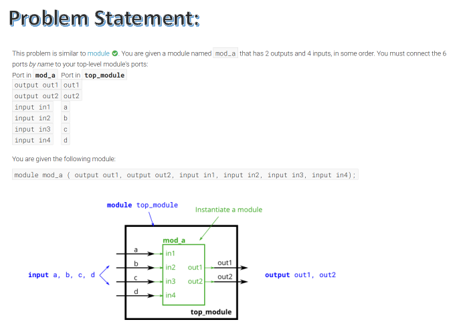 Problem Statement:
This problem is similar to module. You are given a module named mod_a that has 2 outputs and 4 inputs, in some order. You must connect the 6
ports by name to your top-level module's ports:
Port in mod_a Port in top_module
output out1 out1
output out2 out2
input in1 a
input in2 b
input in3 c
input in4 d
You are given the following module:
module mod_a ( output out1, output out2, input in1, input in2, input in3, input in4);
module top_module
Instantiate a module
mod_a
a in1
b in2 out1 out1
input a, b, c, d
output out1, out2
c in3 out2 out2
d in4
top_module